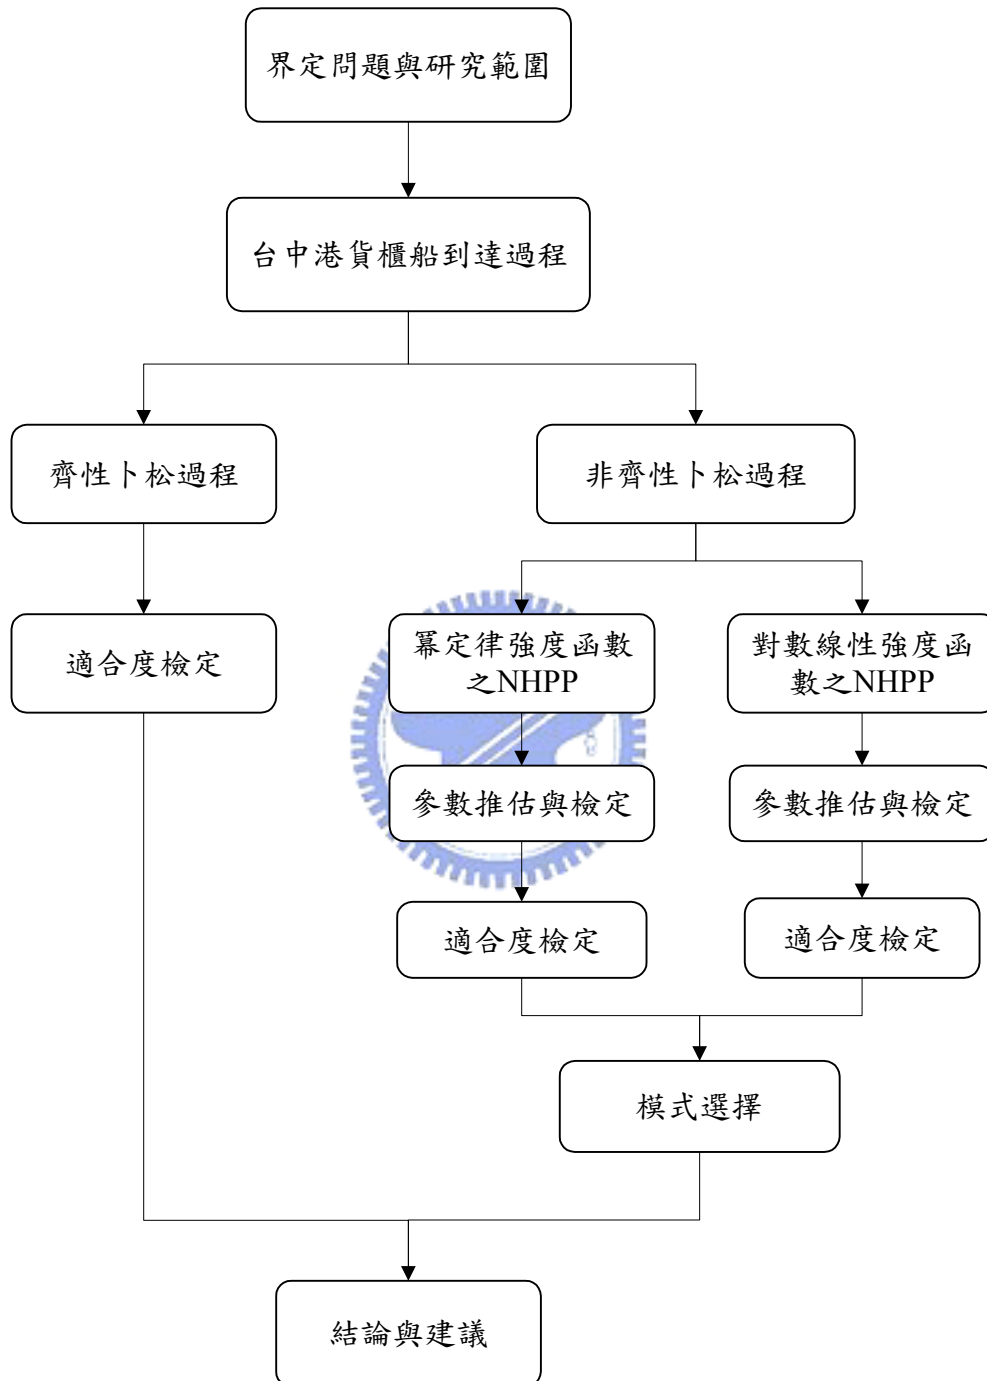 界定問題與研究範圍
台中港貨櫃船到達過程
齊性卜松過程
非齊性卜松過程
適合度檢定
冪定律強度函數
之NHPP
對數線性強度函
數之NHPP
參數推估與檢定
參數推估與檢定
適合度檢定
適合度檢定
模式選擇
結論與建議